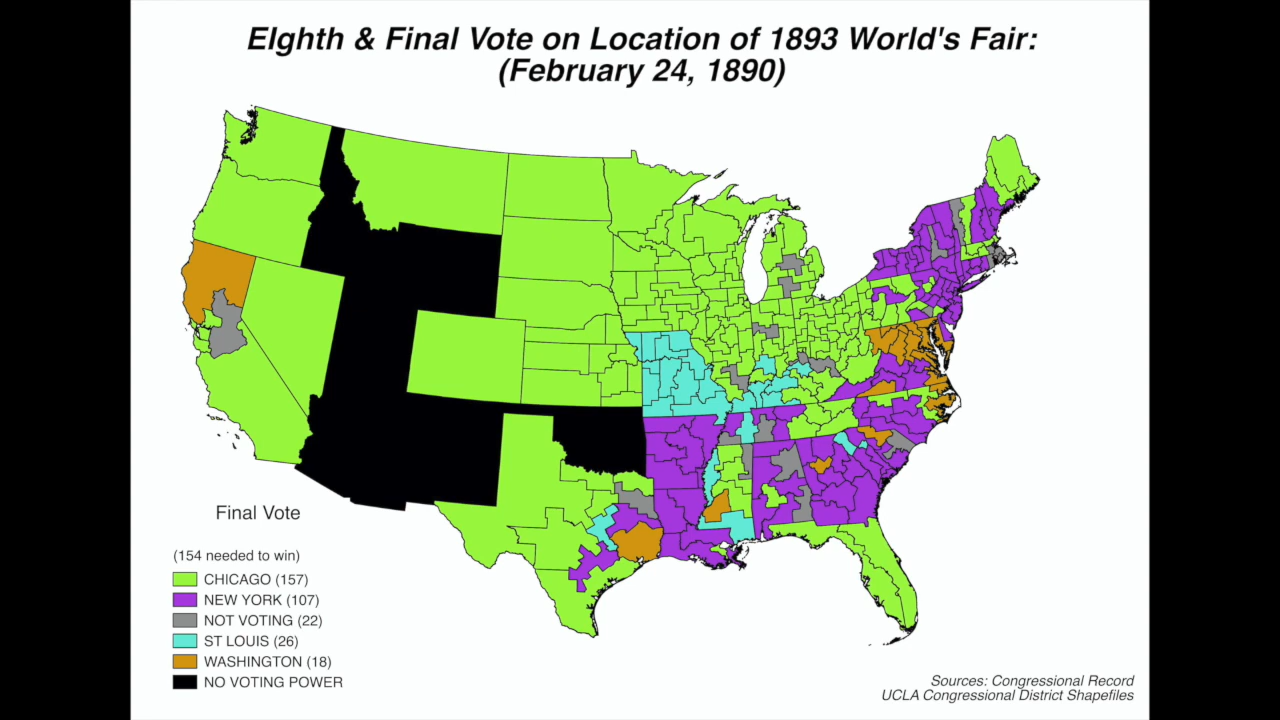 EIghth & Final Vote on Location of 1893 World's Fair:
(February 24, 1890)
Final Vote
(154 needed to win)
CHICAGO (157)
NEW YORK (107)
NOT VOTING (22)
ST LOUIS (26)
WASHINGTON (18)
NO VOTING POWER
Sources: Congressional Record
UCLA Congressional District Shapefiles